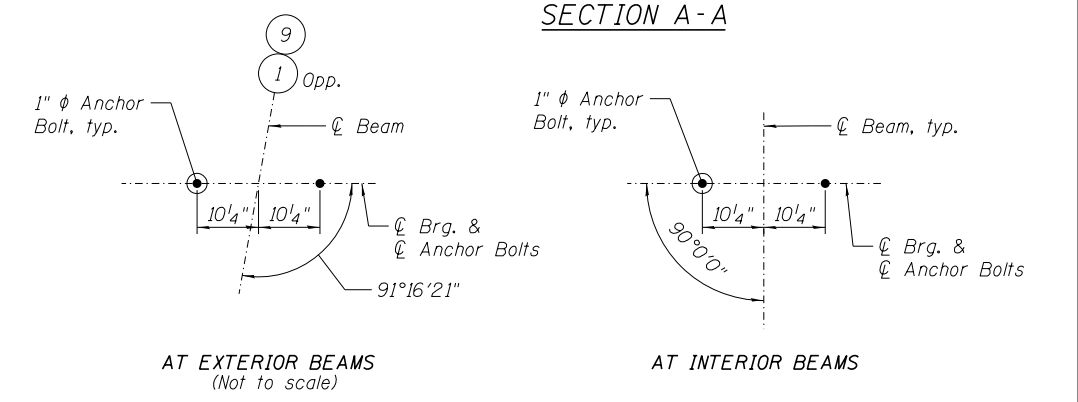 SECTION A-A
9
1 Opp.
1" ϕ Anchor
Bolt, typ.
℄ Beam
10¼" 10¼"
℄ Brg. &
℄ Anchor Bolts
91°16'21"
AT EXTERIOR BEAMS
(Not to scale)
1" ϕ Anchor
Bolt, typ.
℄ Beam, typ.
10¼" 10¼"
90°0'0"
℄ Brg. &
℄ Anchor Bolts
AT INTERIOR BEAMS